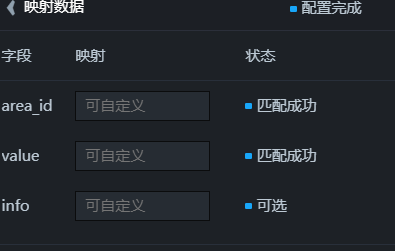 映射数据 配置完成
字段 映射 状态
area_id 可自定义 匹配成功
value 可自定义 匹配成功
info 可自定义 可选